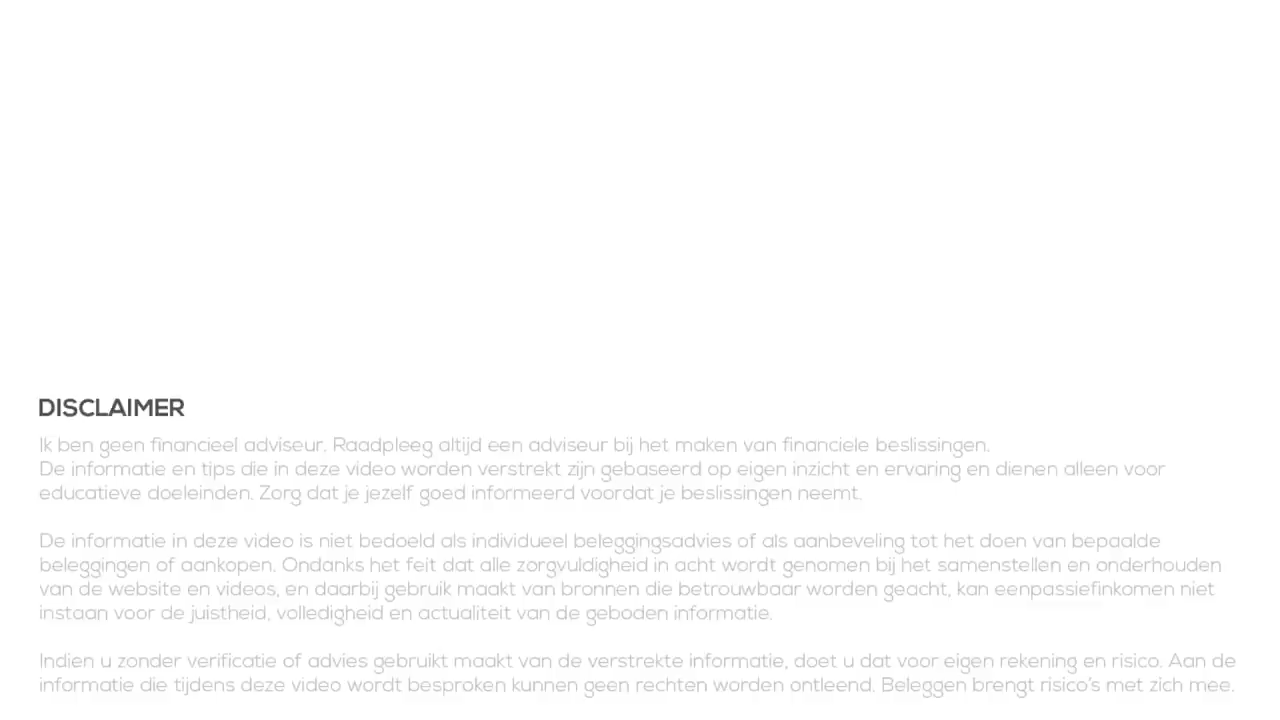 DISCLAIMER
Ik ben geen financieel adviseur. Raadpleeg altijd een adviseur bij het maken van financiele beslissingen.
De informatie en tips die in deze video worden verstrekt zijn gebaseerd op eigen inzicht en ervaring en dienen alleen voor
educatieve doeleinden. Zorg dat je jezelf goed informeerd voordat je beslissingen neemt.
De informatie in deze video is niet bedoeld als individueel beleggingsadvies of als aanbeveling tot het doen van bepaalde
beleggingen of aankopen. Ondanks het feit dat alle zorgvuldigheid in acht wordt genomen bij het samenstellen en onderhouden
van de website en videos, en daarbij gebruik maakt van bronnen die betrouwbaar worden geacht, kan eenpassiefinkomen niet
instaan voor de juistheid, volledigheid en actualiteit van de geboden informatie.
Indien u zonder verificatie of advies gebruikt maakt van de verstrekte informatie, doet u dat voor eigen rekening en risico. Aan de
informatie die tijdens deze video wordt besproken kunnen geen rechten worden ontleend. Beleggen brengt risico's met zich mee.